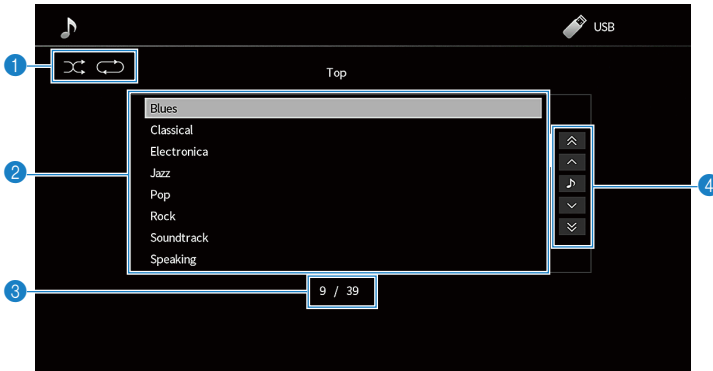 USB
1
Top
Blues
Classical
Electronica
2
Jazz
4
Pop
Rock
Soundtrack
Speaking
3
9 / 39